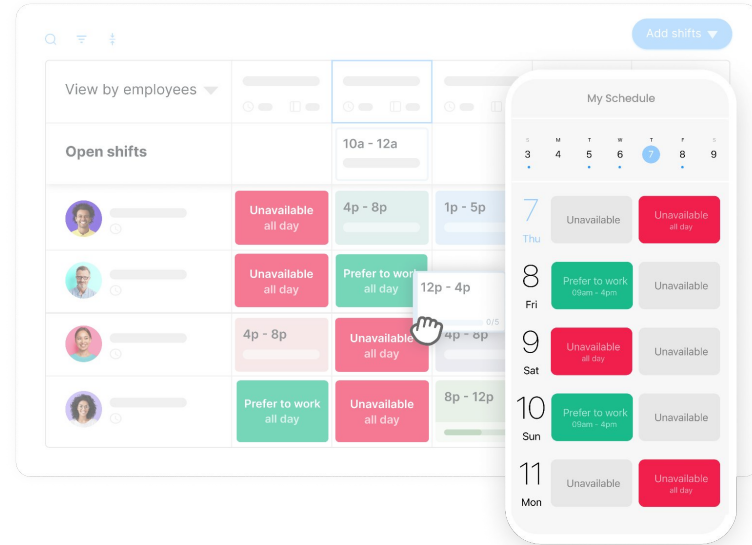 Add shifts
View by employees
Open shifts
10a - 12a
Unavailable
all day
4p - 8p
1p - 5p
Unavailable
all day
Prefer to work
all day
12p - 4p
0/5
4p - 8p
Unavailable
all day
4p - 8p
Prefer to work
all day
Unavailable
all day
8p - 12p
My Schedule
S M T W T F S
3 4 5 6 7 8 9
7
Thu
Unavailable
Unavailable
all day
8
Fri
Prefer to work
09am - 4pm
Unavailable
9
Sat
Unavailable
all day
Unavailable
10
Sun
Prefer to work
09am - 4pm
Unavailable
11
Mon
Unavailable
Unavailable
all day